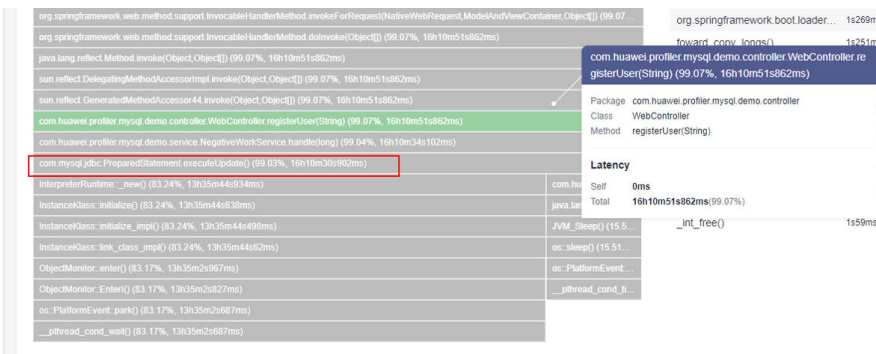 org.springframework.web.method.support.InvocableHandlerMethod.invokeForRequest(NativeWebRequest,ModelAndViewContainer,Object[]) (99.07...
org.springframework.web.method.support.InvocableHandlerMethod.doInvoke(Object[]) (99.07%, 16h10m51s862ms)
java.lang.reflect.Method.invoke(Object,Object[]) (99.07%, 16h10m51s862ms)
sun.reflect.DelegatingMethodAccessorImpl.invoke(Object,Object[]) (99.07%, 16h10m51s862ms)
sun.reflect.GeneratedMethodAccessor44.invoke(Object,Object[]) (99.07%, 16h10m51s862ms)
com.huawei.profiler.mysql.demo.controller.WebController.registerUser(String) (99.07%, 16h10m51s862ms)
com.huawei.profiler.mysql.demo.service.NegativeWorkService.handle(long) (99.04%, 16h10m34s102ms)
com.mysql.jdbc.PreparedStatement.executeUpdate() (99.03%, 16h10m30s902ms)
InterpreterRuntime::_new() (83.24%, 13h35m44s934ms)
com.hu
InstanceKlass::initialize() (83.24%, 13h35m44s638ms)
java.lan
InstanceKlass::initialize_impl() (83.24%, 13h35m44s498ms)
JVM_Sleep() (15.5...
InstanceKlass::link_class_impl() (83.24%, 13h35m44s62ms)
os::sleep() (15.51...
ObjectMonitor::enter() (83.17%, 13h35m2s967ms)
os::PlatformEvent:...
ObjectMonitor::EnterI() (83.17%, 13h35m2s827ms)
__pthread_cond_ti...
os::PlatformEvent::park() (83.17%, 13h35m2s687ms)
__pthread_cond_wait() (83.17%, 13h35m2s687ms)
org.springframework.boot.loader... 1s269m
foward_copy_longs() 1s251m
com.huawei.profiler.mysql.demo.controller.WebController.re
gisterUser(String) (99.07%, 16h10m51s862ms)
Package com.huawei.profiler.mysql.demo.controller
Class WebController
Method registerUser(String)
Latency
Self 0ms
Total 16h10m51s862ms(99.07%)
_int_free() 1s59ms